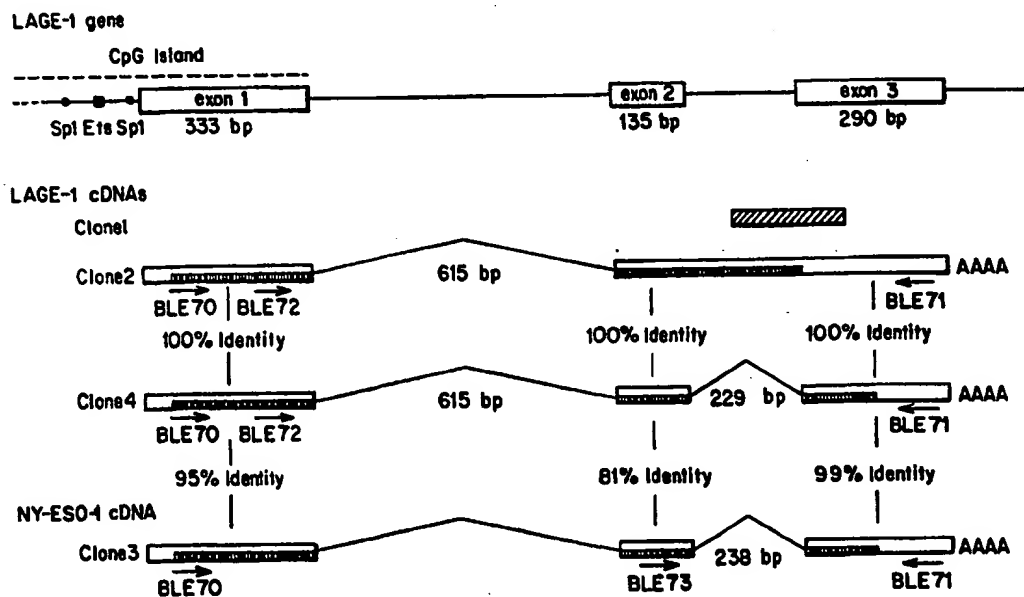 LAGE-1 gene
CpG Island
exon 1
exon 2
exon 3
Sp1 Ets Sp1
333 bp
135 bp
290 bp
LAGE-1 cDNAs
Clone1
Clone2
615 bp
AAAA
BLE70
BLE72
BLE71
100% Identity
100% Identity
100% Identity
Clone4
615 bp
229 bp
AAAA
BLE70
BLE72
BLE71
95% Identity
81% Identity
99% Identity
NY-ESO-1 cDNA
Clone3
238 bp
AAAA
BLE70
BLE73
BLE71